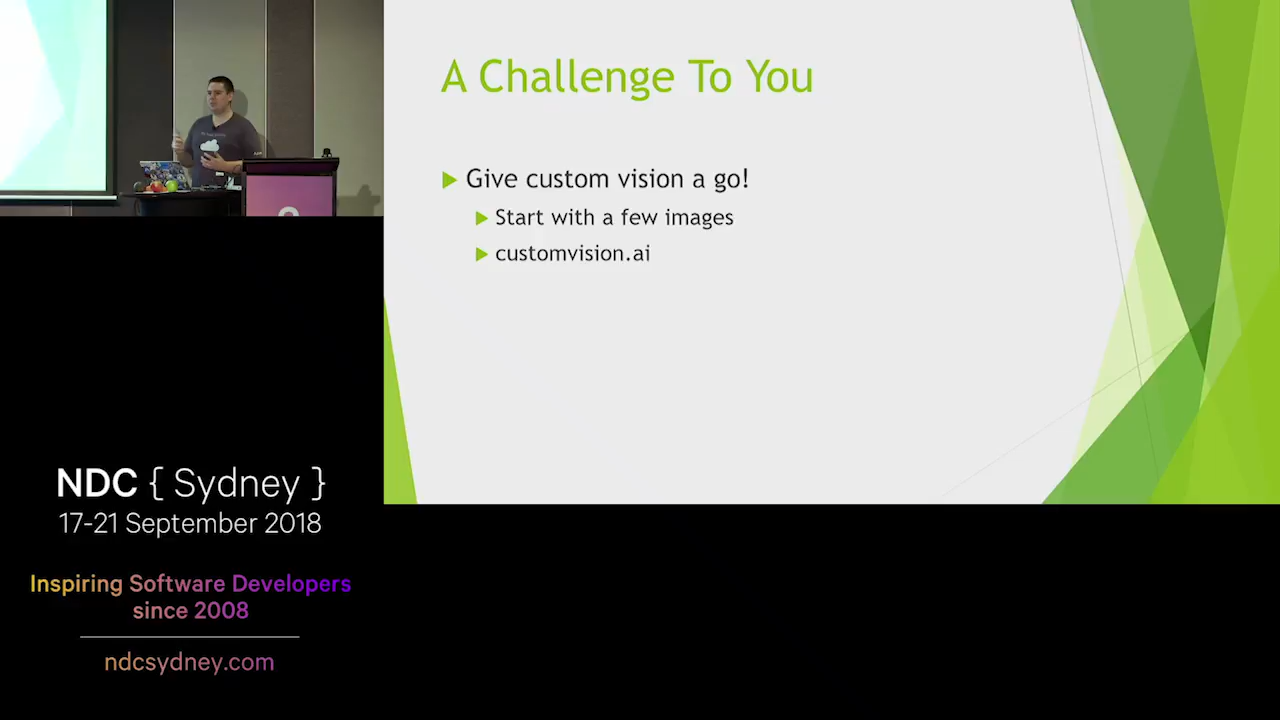 A Challenge To You
Give custom vision a go!
Start with a few images
customvision.ai
NDC { Sydney }
17-21 September 2018
Inspiring Software Developers
since 2008
ndcsydney.com